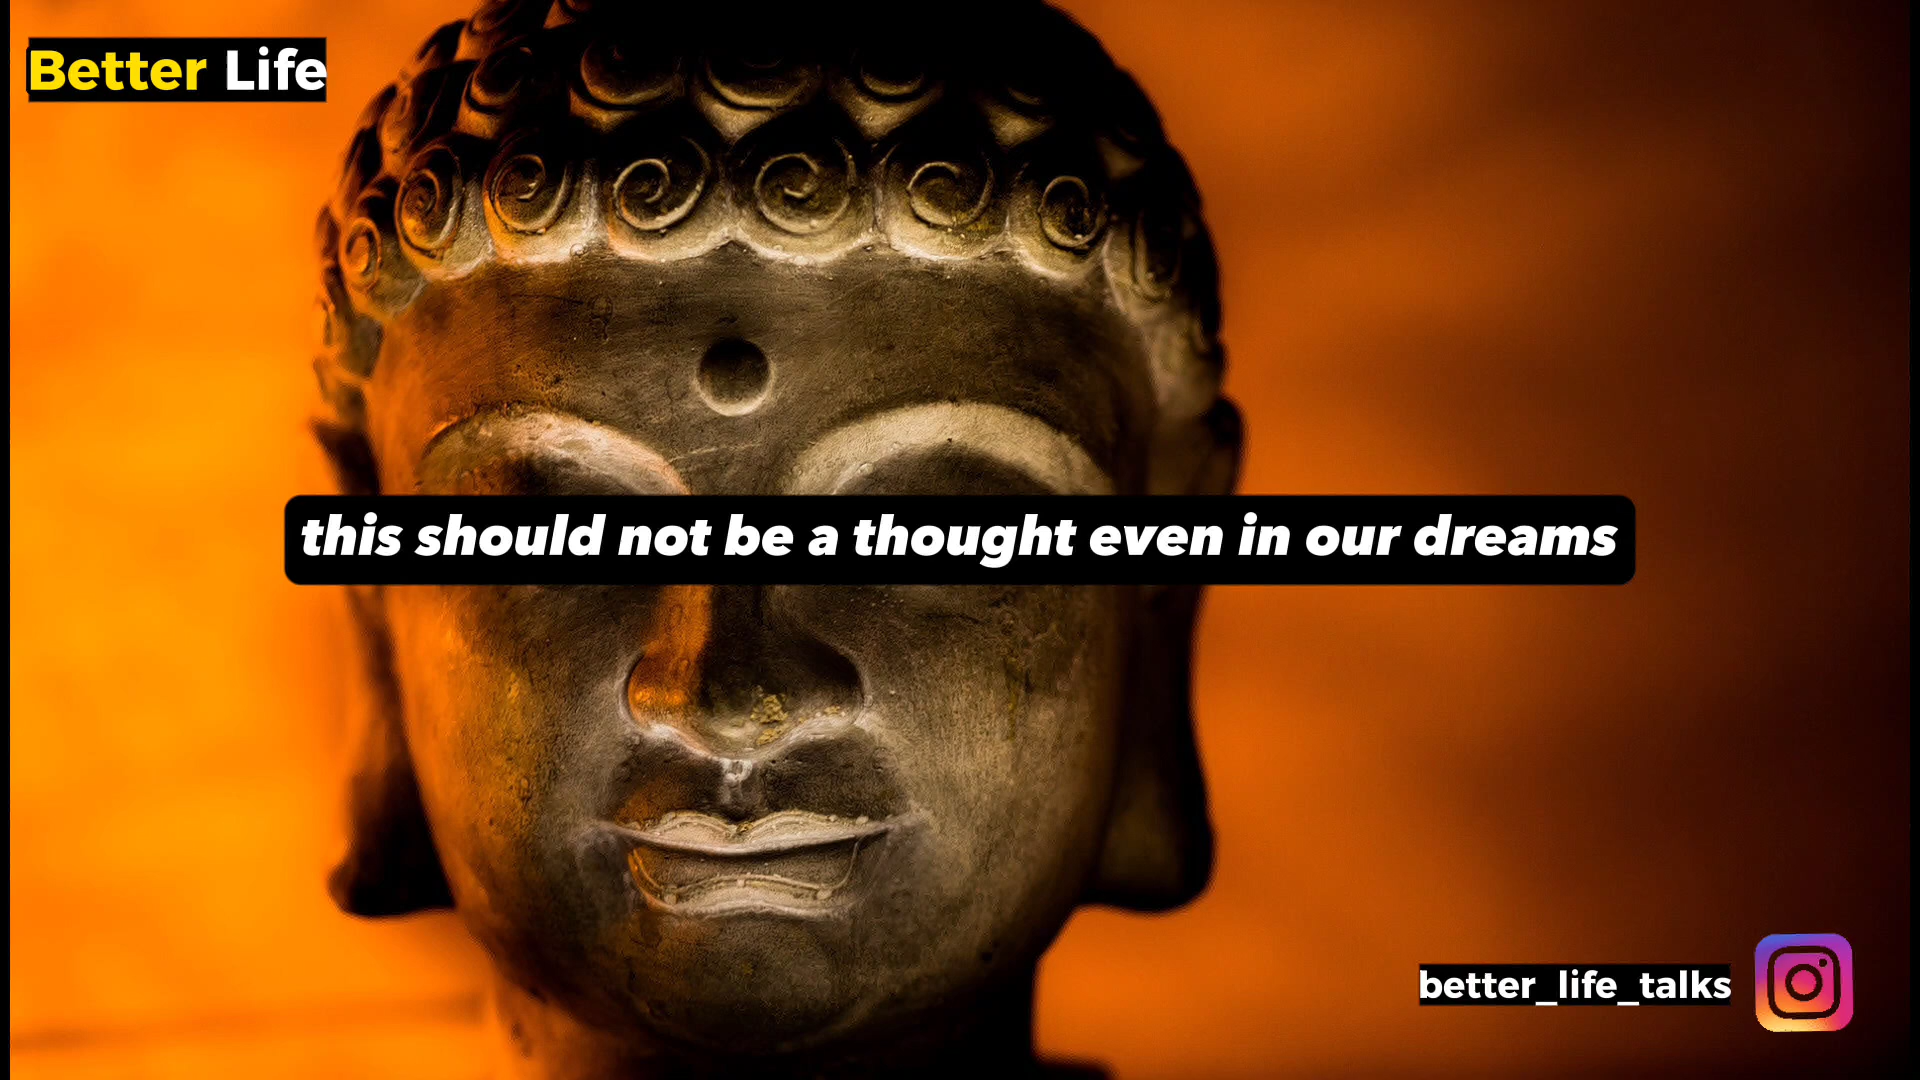 Better Life
this should not be a thought even in our dreams
better_life_talks